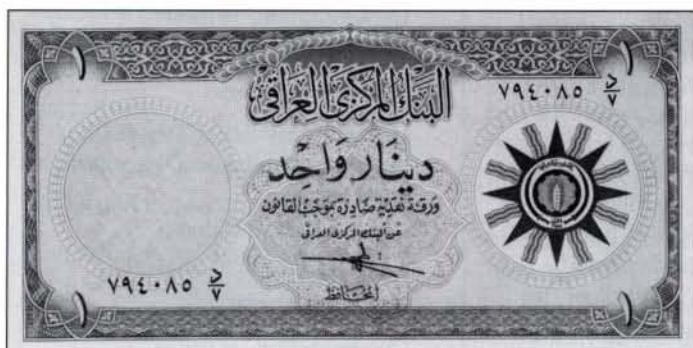 ١ ١
البنك المركزي العراقي
٧٩٤٠٨٥ د/٧
دينار واحد
ورقة نقدية صادرة بموجب القانون
عن البنك المركزي العراقي
٧٩٤٠٨٥ د/٧
المحافظ
١ ١